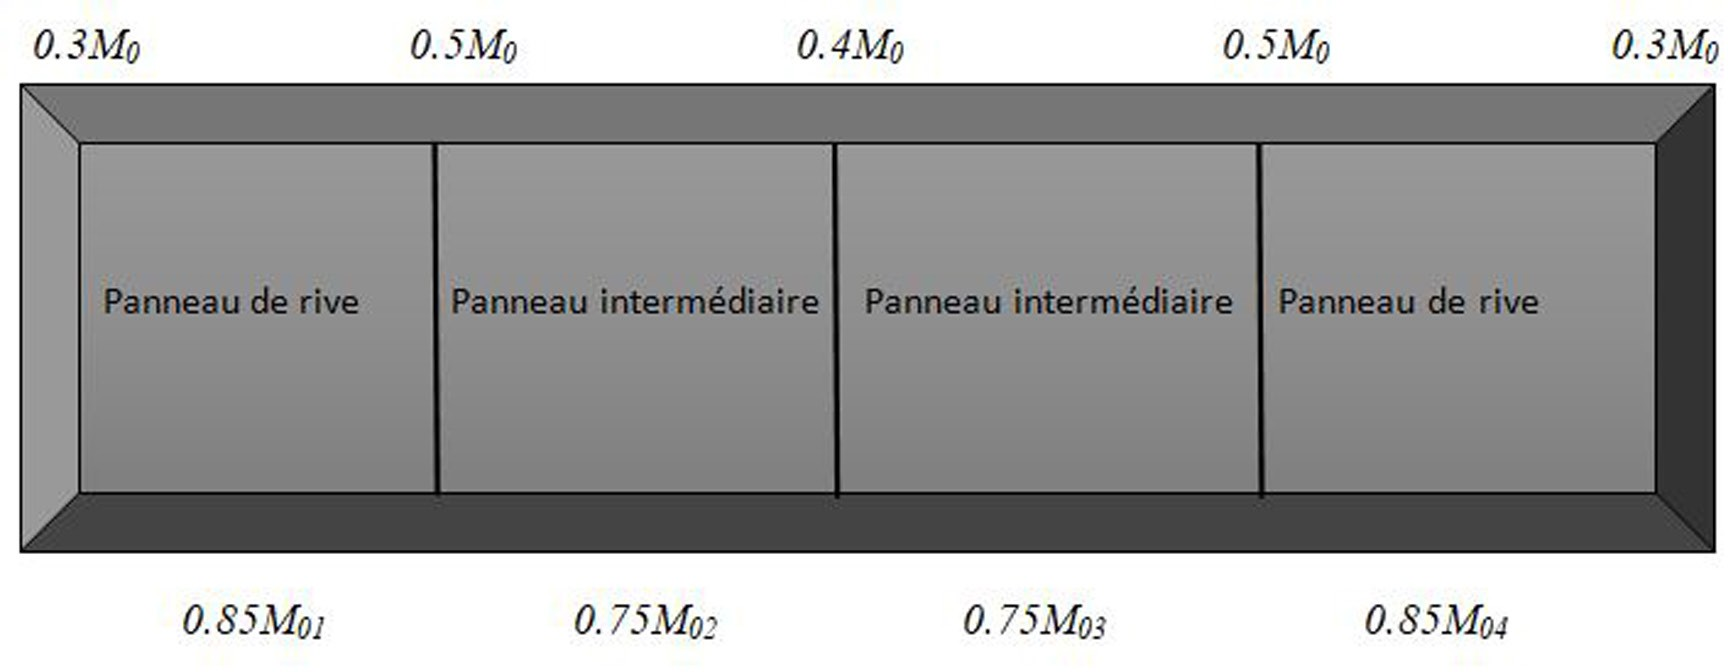 0.3M₀ 0.5M₀ 0.4M₀ 0.5M₀ 0.3M₀
Panneau de rive Panneau intermédiaire Panneau intermédiaire Panneau de rive
0.85M₀₁ 0.75M₀₂ 0.75M₀₃ 0.85M₀₄